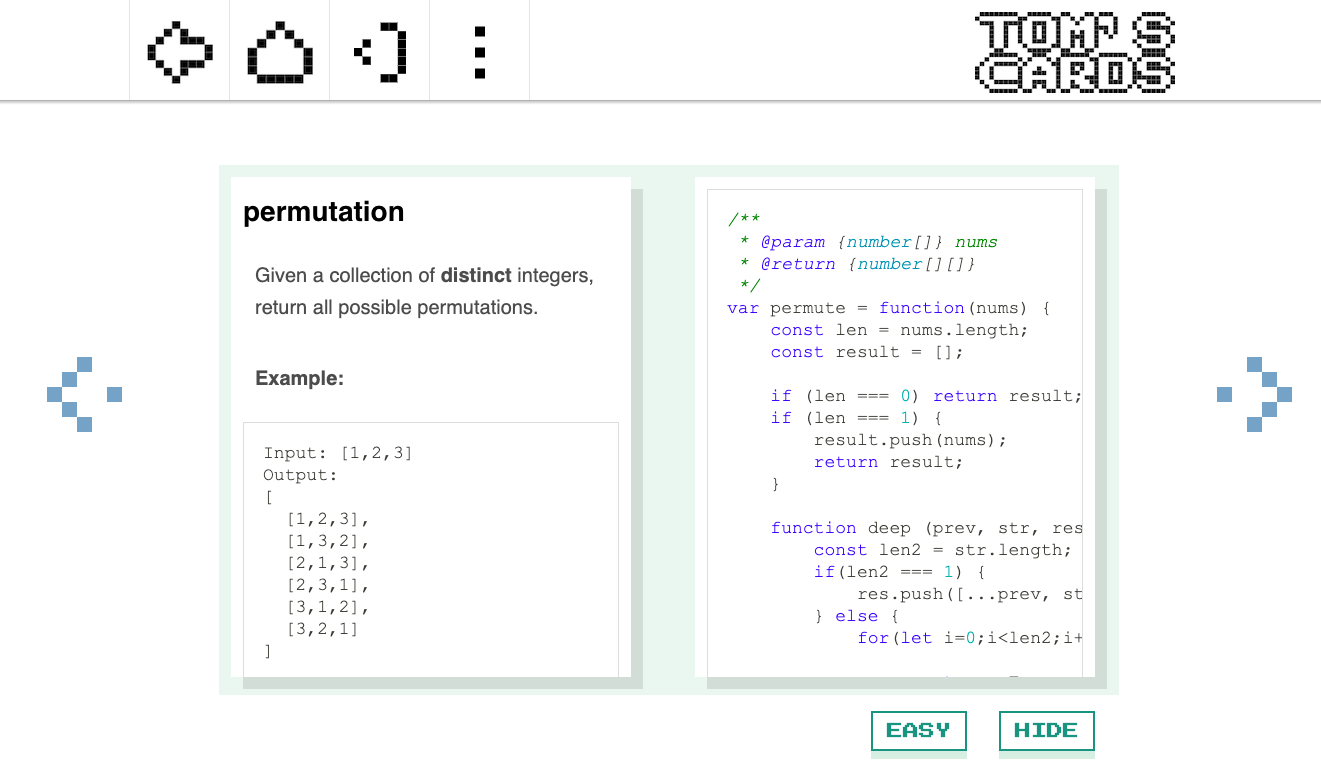 TOM'S
CARDS
permutation
Given a collection of distinct integers,
return all possible permutations.
Example:
Input: [1,2,3]
Output:
[
  [1,2,3],
  [1,3,2],
  [2,1,3],
  [2,3,1],
  [3,1,2],
  [3,2,1]
]
/**
 * @param {number[]} nums
 * @return {number[][]}
 */
var permute = function(nums) {
    const len = nums.length;
    const result = [];
    if (len === 0) return result;
    if (len === 1) {
        result.push(nums);
        return result;
    }
    function deep (prev, str, res
        const len2 = str.length;
        if(len2 === 1) {
            res.push([...prev, st
        } else {
            for(let i=0;i<len2;i+
EASY
HIDE